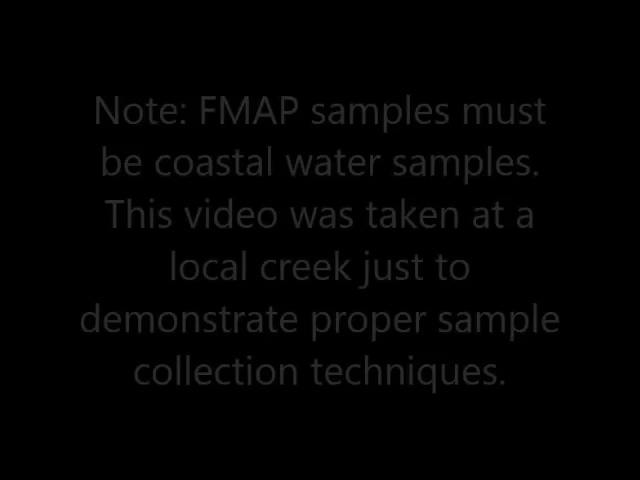 Note: FMAP samples must
be coastal water samples.
This video was taken at a
local creek just to
demonstrate proper sample
collection techniques.